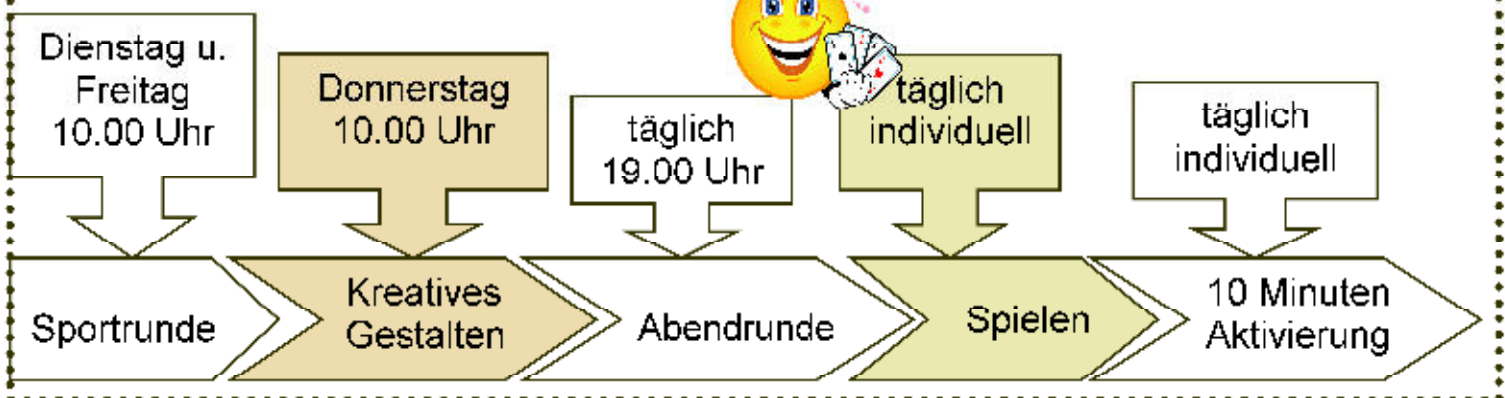 Dienstag u.
Freitag
10.00 Uhr
Donnerstag
10.00 Uhr
täglich
19.00 Uhr
täglich
individuell
täglich
individuell
Sportrunde
Kreatives
Gestalten
Abendrunde
Spielen
10 Minuten
Aktivierung